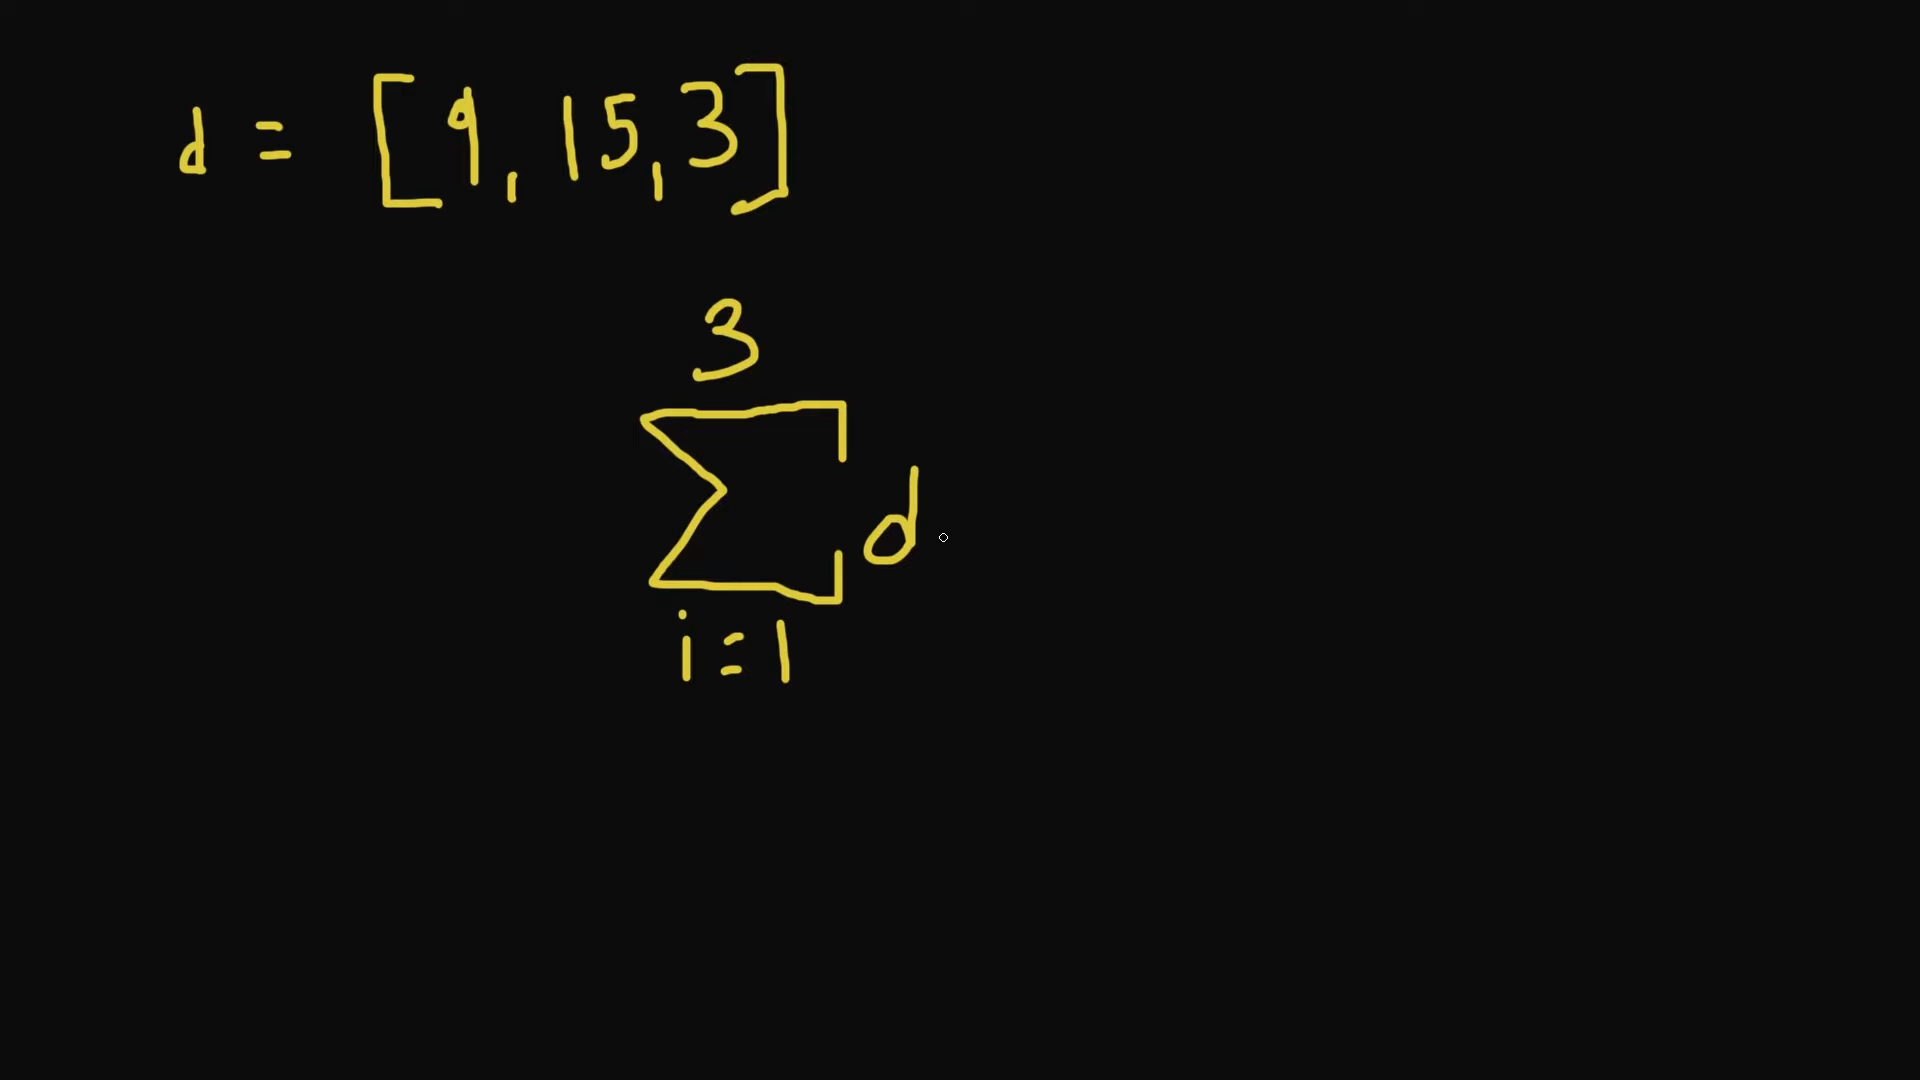 d = [9, 15, 3]
3
Σ d
i = 1